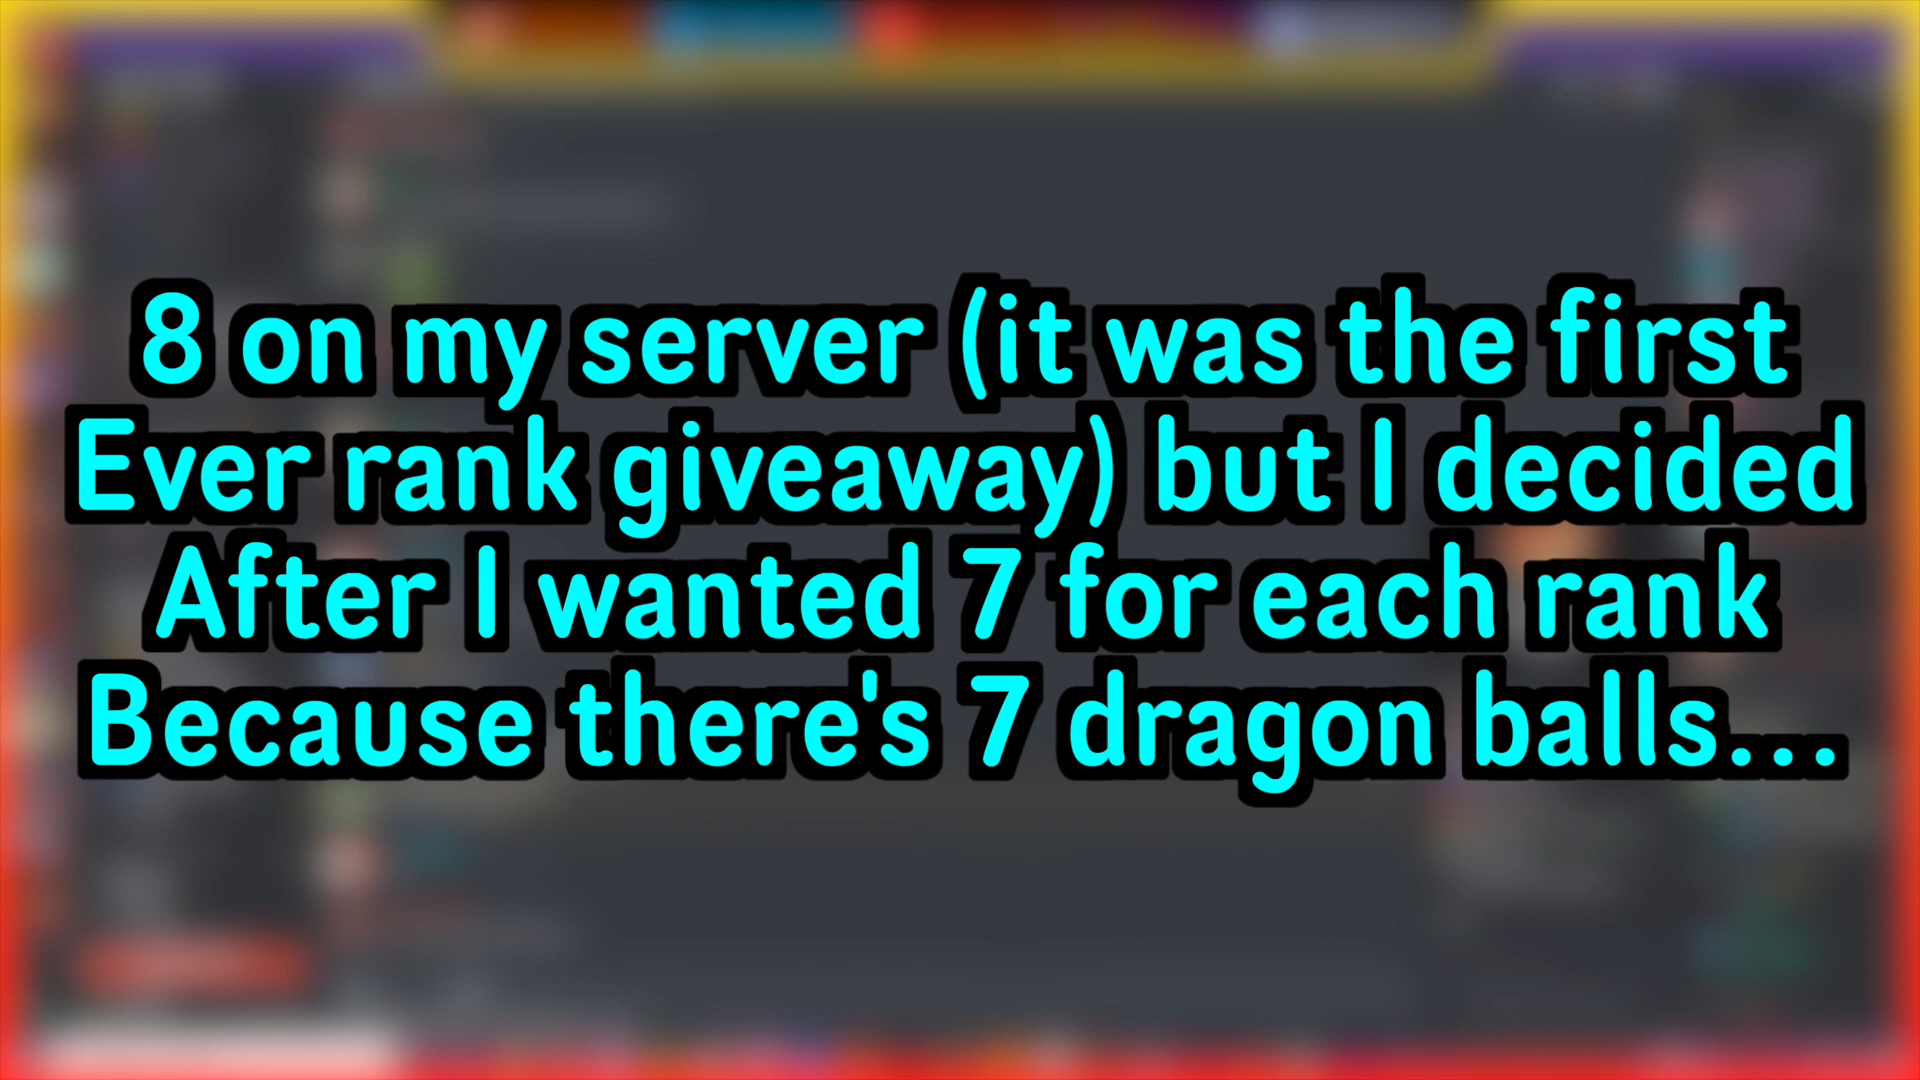 8 on my server (it was the first
Ever rank giveaway) but I decided
After I wanted 7 for each rank
Because there's 7 dragon balls...